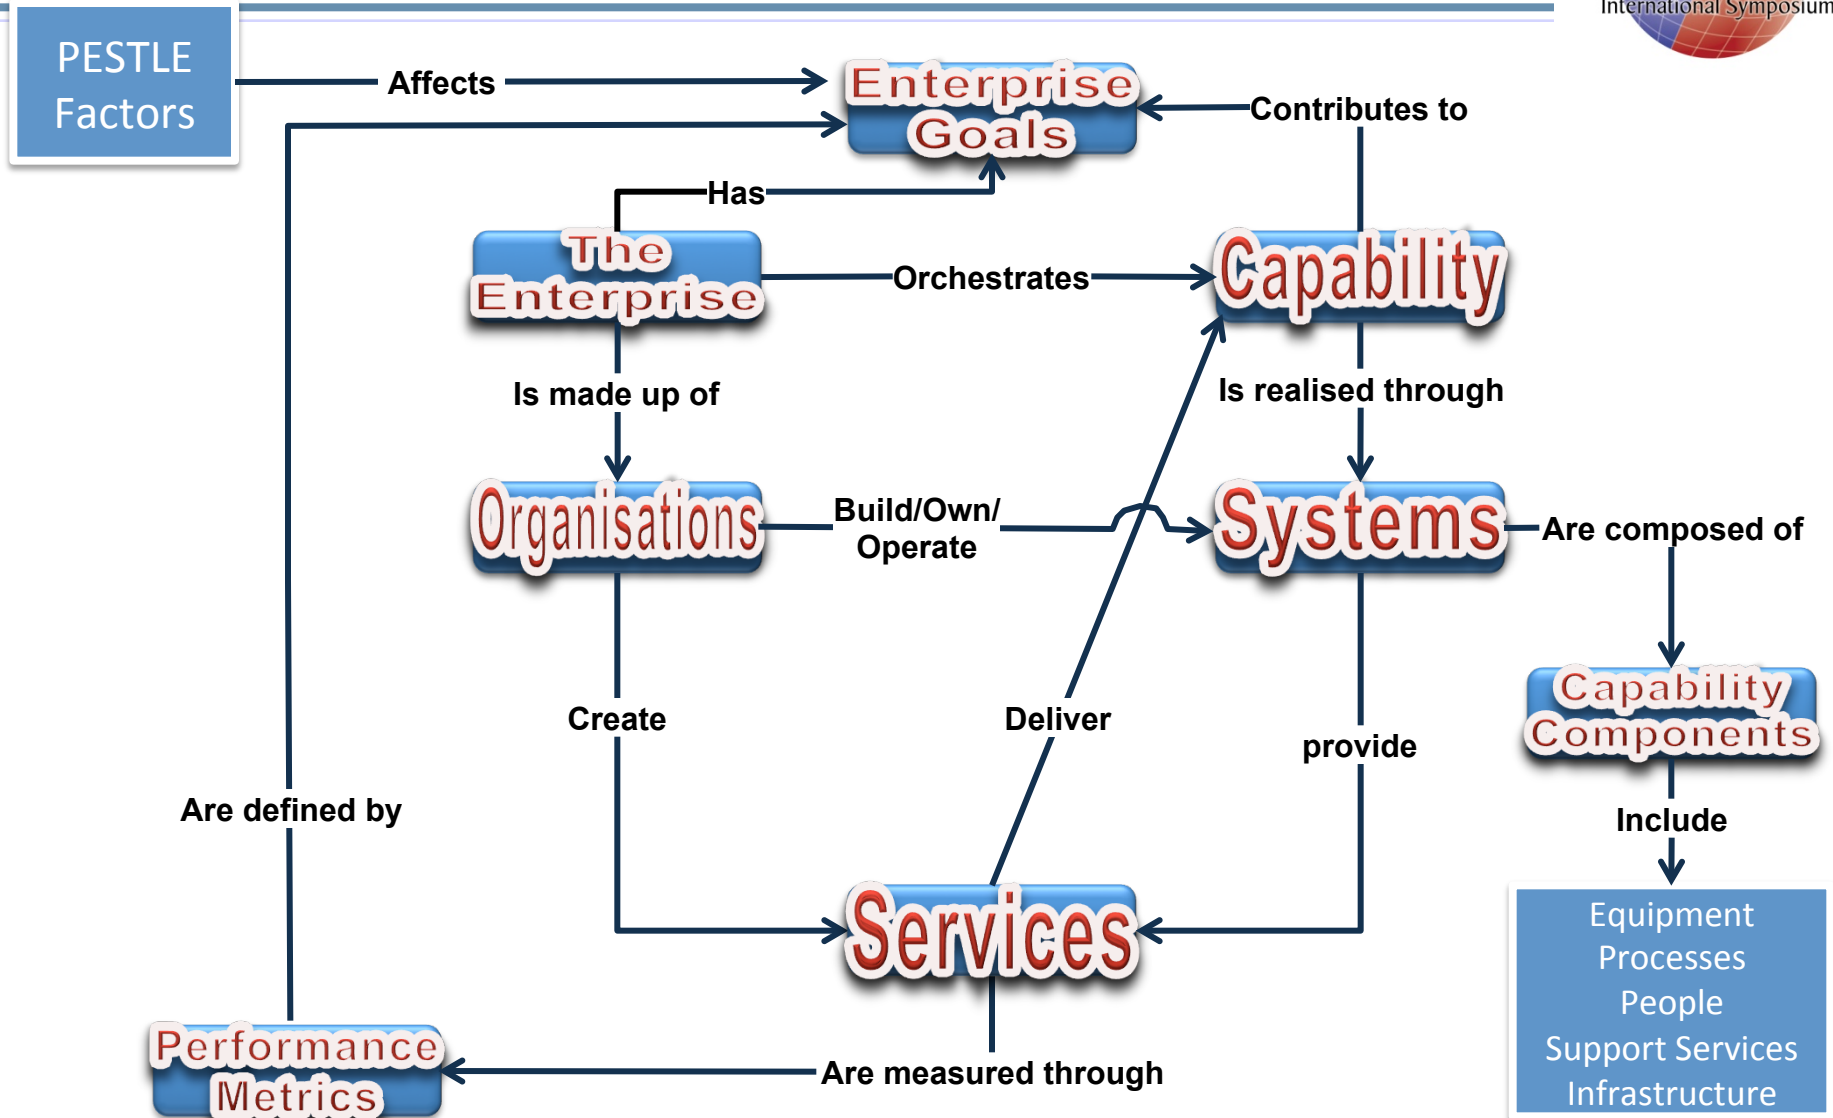 International Symposium
PESTLE
Factors
Affects
Enterprise
Goals
Contributes to
Has
The
Enterprise
Orchestrates
Capability
Is made up of
Is realised through
Organisations
Build/Own/
Operate
Systems
Are composed of
Capability
Components
Create
Deliver
provide
Are defined by
Include
Services
Equipment
Processes
People
Support Services
Infrastructure
Performance
Metrics
Are measured through